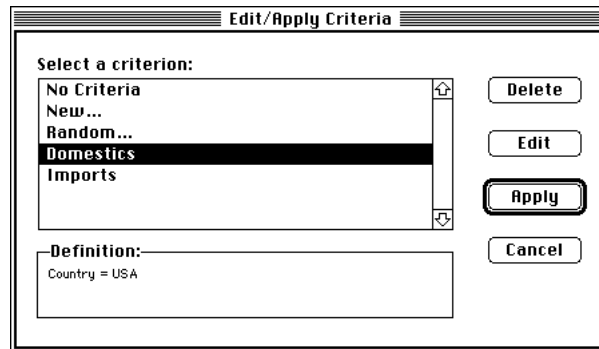 Edit/Apply Criteria
Select a criterion:
No Criteria
New...
Random...
Domestics
Imports
Delete
Edit
Apply
Cancel
Definition:
Country = USA